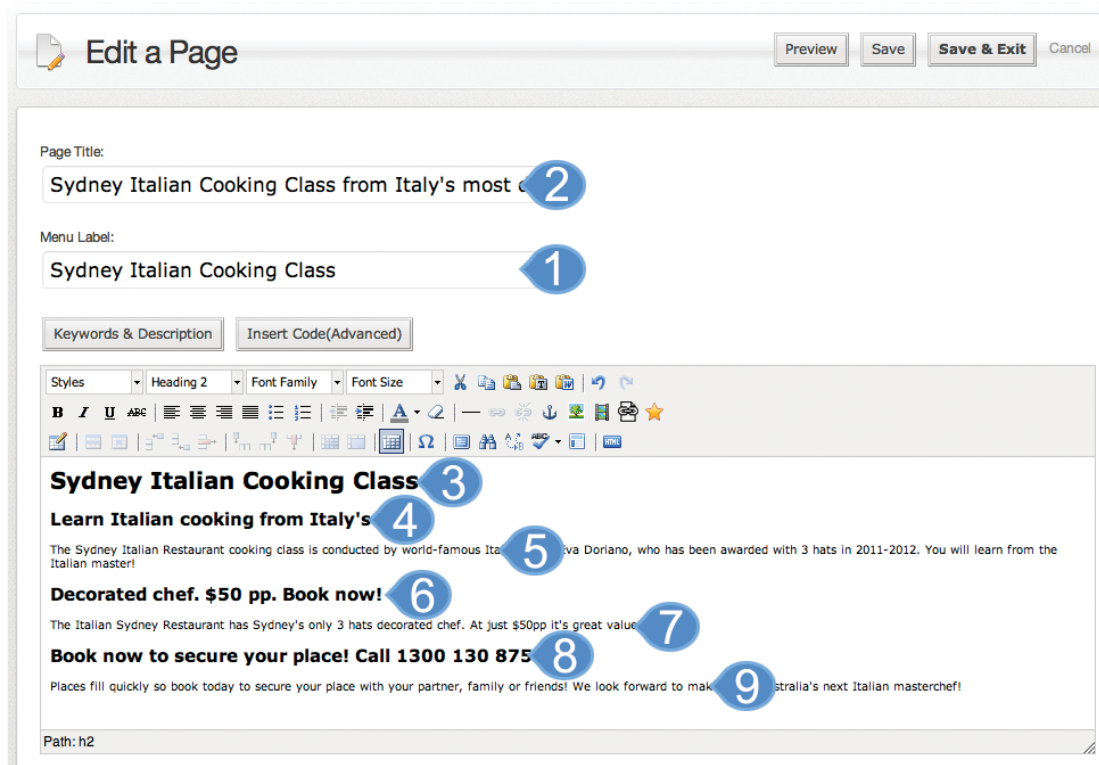 Edit a Page
Preview Save Save & Exit Cancel
Page Title:
Sydney Italian Cooking Class from Italy's most
2
Menu Label:
Sydney Italian Cooking Class
1
Keywords & Description Insert Code(Advanced)
Styles Heading 2 Font Family Font Size
B I U ABC A
Ω ABC HTML
Sydney Italian Cooking Class
3
Learn Italian cooking from Italy's
4
The Sydney Italian Restaurant cooking class is conducted by world-famous Doriano, who has been awarded with 3 hats in 2011-2012. You will learn from the
5
Italian master!
Decorated chef. $50 pp. Book now!
6
The Italian Sydney Restaurant has Sydney's only 3 hats decorated chef. At just $50pp it's great value
7
Book now to secure your place! Call 1300 130 875
8
Places fill quickly so book today to secure your place with your partner, family or friends! We look forward to next Italian masterchef!
9
Path: h2